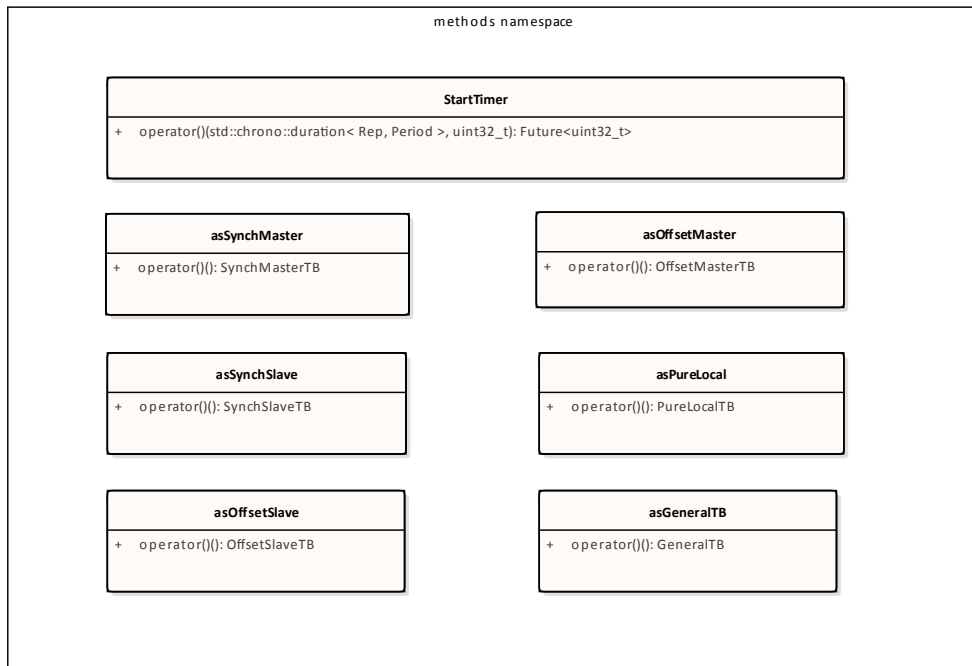 methods namespace
StartTimer
+ operator()(std::chrono::duration< Rep, Period >, uint32_t): Future<uint32_t>
asSynchMaster
+ operator()(): SynchMasterTB
asOffsetMaster
+ operator()(): OffsetMasterTB
asSynchSlave
+ operator()(): SynchSlaveTB
asPureLocal
+ operator()(): PureLocalTB
asOffsetSlave
+ operator()(): OffsetSlaveTB
asGeneralTB
+ operator()(): GeneralTB